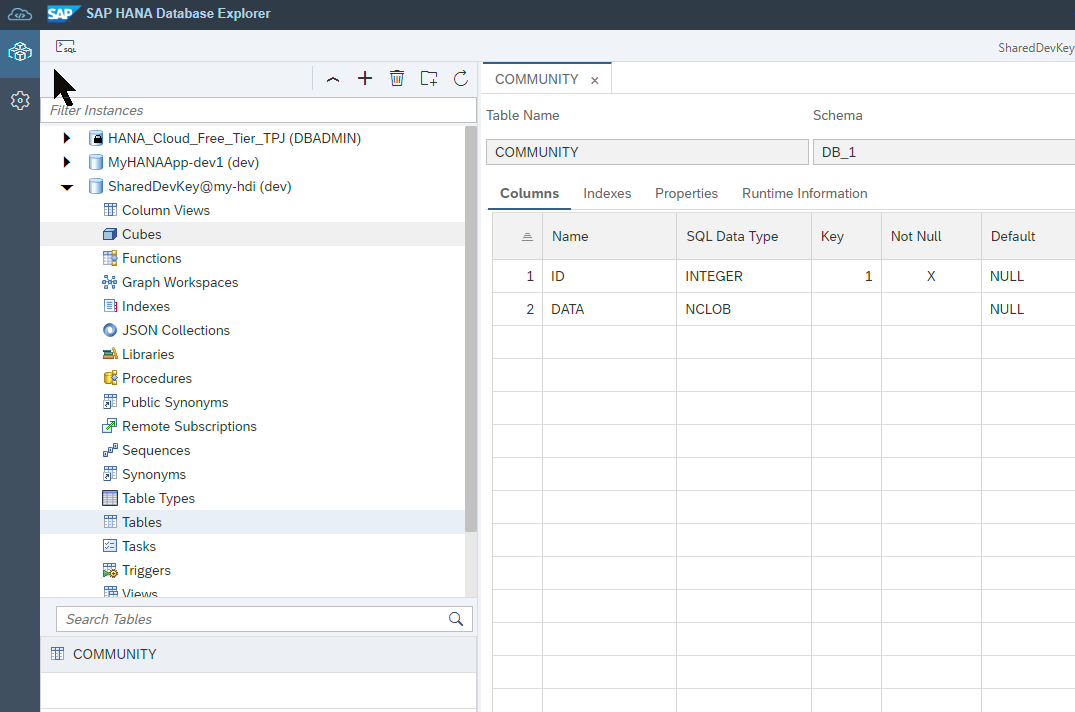 SAP SAP HANA Database Explorer
SQL
SharedDevKey
Filter Instances
HANA_Cloud_Free_Tier_TPJ (DBADMIN)
MyHANAApp-dev1 (dev)
SharedDevKey@my-hdi (dev)
Column Views
Cubes
Functions
Graph Workspaces
Indexes
JSON Collections
Libraries
Procedures
Public Synonyms
Remote Subscriptions
Sequences
Synonyms
Table Types
Tables
Tasks
Triggers
Views
Search Tables
COMMUNITY
COMMUNITY
Table Name Schema
COMMUNITY DB_1
Columns Indexes Properties Runtime Information
Name SQL Data Type Key Not Null Default
1 ID INTEGER 1 X NULL
2 DATA NCLOB NULL